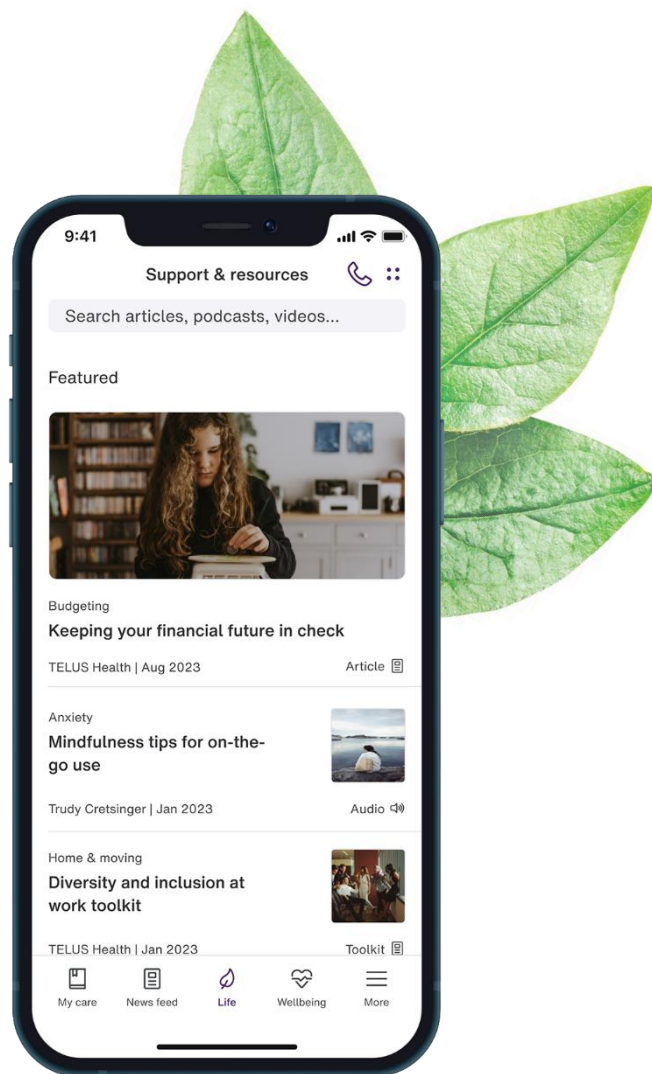 9:41
Support & resources
Search articles, podcasts, videos...
Featured
Budgeting
Keeping your financial future in check
TELUS Health | Aug 2023
Article
Anxiety
Mindfulness tips for on-the-
go use
Trudy Cretsinger | Jan 2023
Audio
Home & moving
Diversity and inclusion at
work toolkit
TELUS Health | Jan 2023
Toolkit
My care
News feed
Life
Wellbeing
More